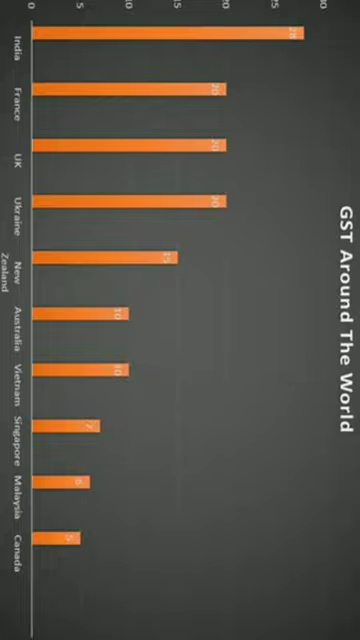 GST Around The World
30
25
20
15
10
5
0
28
20
20
20
15
10
10
7
6
5
India
France
UK
Ukraine
New
Zealand
Australia
Vietnam
Singapore
Malaysia
Canada